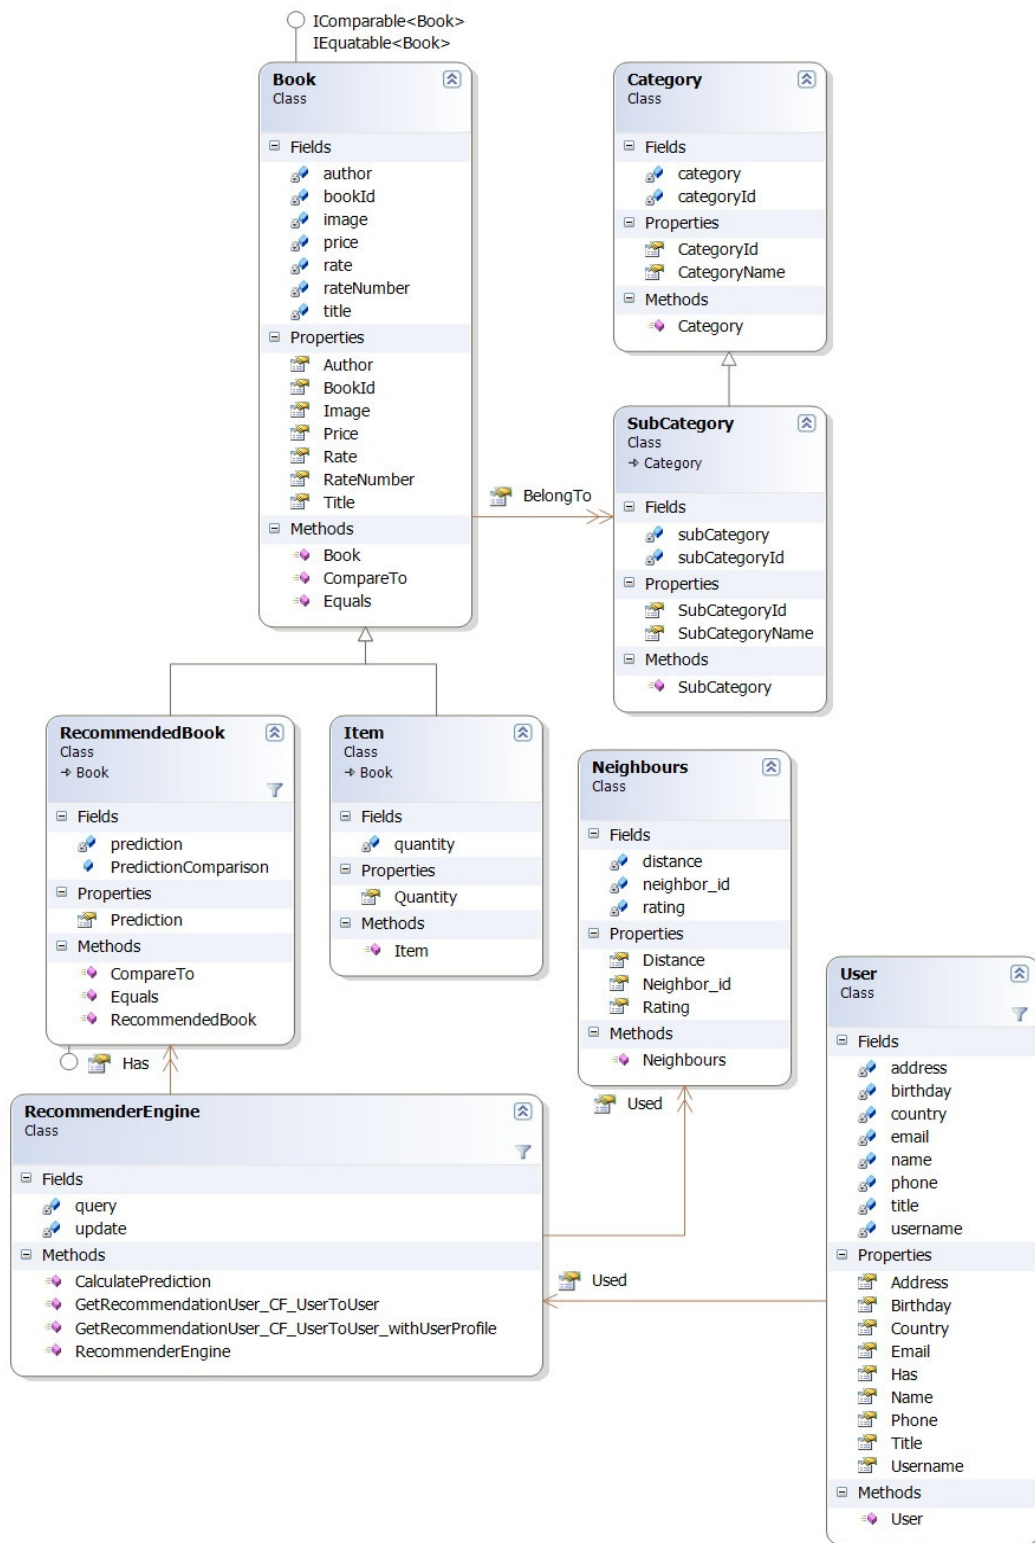 IComparable<Book>
IEquatable<Book>
Book
Class
Fields
author
bookId
image
price
rate
rateNumber
title
Properties
Author
BookId
Image
Price
Rate
RateNumber
Title
Methods
Book
CompareTo
Equals
Category
Class
Fields
category
categoryId
Properties
CategoryId
CategoryName
Methods
Category
BelongTo
SubCategory
Class
Category
Fields
subCategory
subCategoryId
Properties
SubCategoryId
SubCategoryName
Methods
SubCategory
RecommendedBook
Class
Book
Fields
prediction
PredictionComparison
Properties
Prediction
Methods
CompareTo
Equals
RecommendedBook
Item
Class
Book
Fields
quantity
Properties
Quantity
Methods
Item
Neighbours
Class
Fields
distance
neighbor_id
rating
Properties
Distance
Neighbor_id
Rating
Methods
Neighbours
Has
Used
RecommenderEngine
Class
Fields
query
update
Methods
CalculatePrediction
GetRecommendationUser_CF_UserToUser
GetRecommendationUser_CF_UserToUser_withUserProfile
RecommenderEngine
Used
User
Class
Fields
address
birthday
country
email
name
phone
title
username
Properties
Address
Birthday
Country
Email
Has
Name
Phone
Title
Username
Methods
User